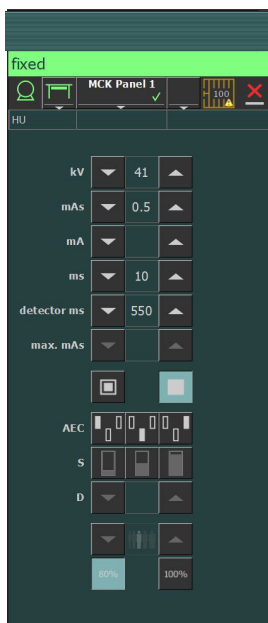 fixed
MCK Panel 1
100
HU
kV 41
mAs 0.5
mA
ms 10
detector ms 550
max. mAs
AEC
S
D
80% 100%